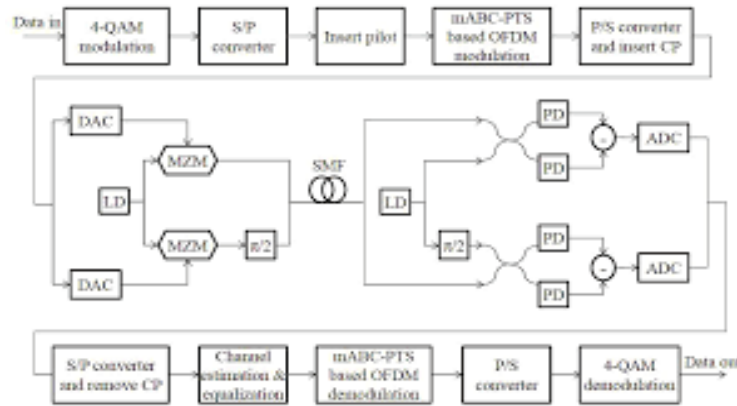 Data in
4-QAM
modulation
S/P
converter
Insert pilot
mABC-PTS
based OFDM
modulation
P/S converter
and insert CP
DAC
MZM
LD
MZM
π/2
DAC
SMF
LD
π/2
PD
PD
-
ADC
PD
PD
-
ADC
S/P converter
and remove CP
Channel
estimation &
equalization
mABC-PTS
based OFDM
demodulation
P/S
converter
4-QAM
demodulation
Data out